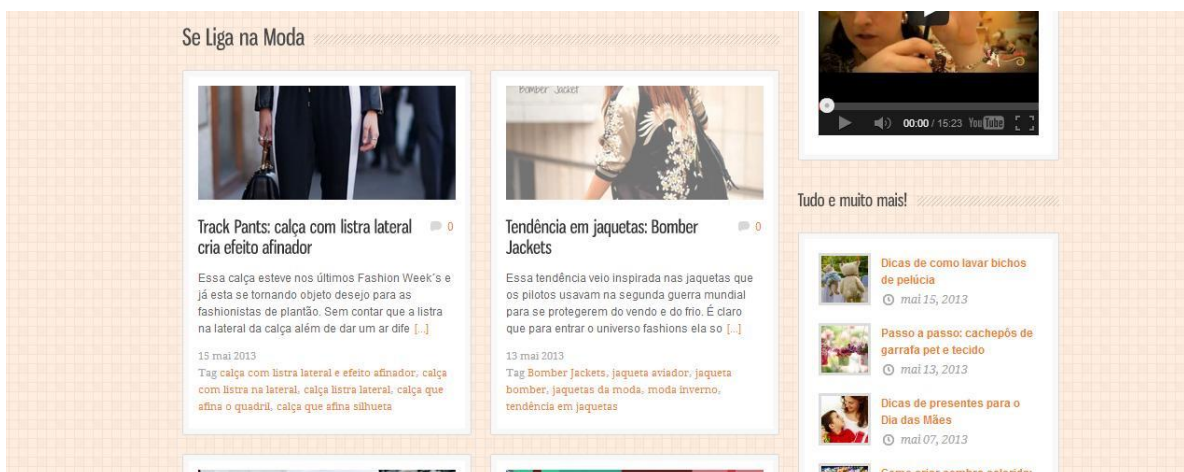 Se Liga na Moda
Bomber Jacket
Track Pants: calça com listra lateral
cria efeito afinador
0
Essa calça esteve nos últimos Fashion Week´s e
já esta se tornando objeto desejo para as
fashionistas de plantão. Sem contar que a listra
na lateral da calça além de dar um ar dife [...]
15 mai 2013
Tag calça com listra lateral e efeito afinador, calça
com listra na lateral, calça listra lateral, calça que
afina o quadril, calça que afina silhueta
Tendência em jaquetas: Bomber
Jackets
0
Essa tendência veio inspirada nas jaquetas que
os pilotos usavam na segunda guerra mundial
para se protegerem do vendo e do frio. É claro
que para entrar o universo fashions ela so [...]
13 mai 2013
Tag Bomber Jackets, jaqueta aviador, jaqueta
bomber, jaquetas da moda, moda inverno,
tendência em jaquetas
00:00 / 15:23 YouTube
Tudo e muito mais!
Dicas de como lavar bichos
de pelúcia
mai 15, 2013
Passo a passo: cachepôs de
garrafa pet e tecido
mai 13, 2013
Dicas de presentes para o
Dia das Mães
mai 07, 2013
Como criar sombra colorida: